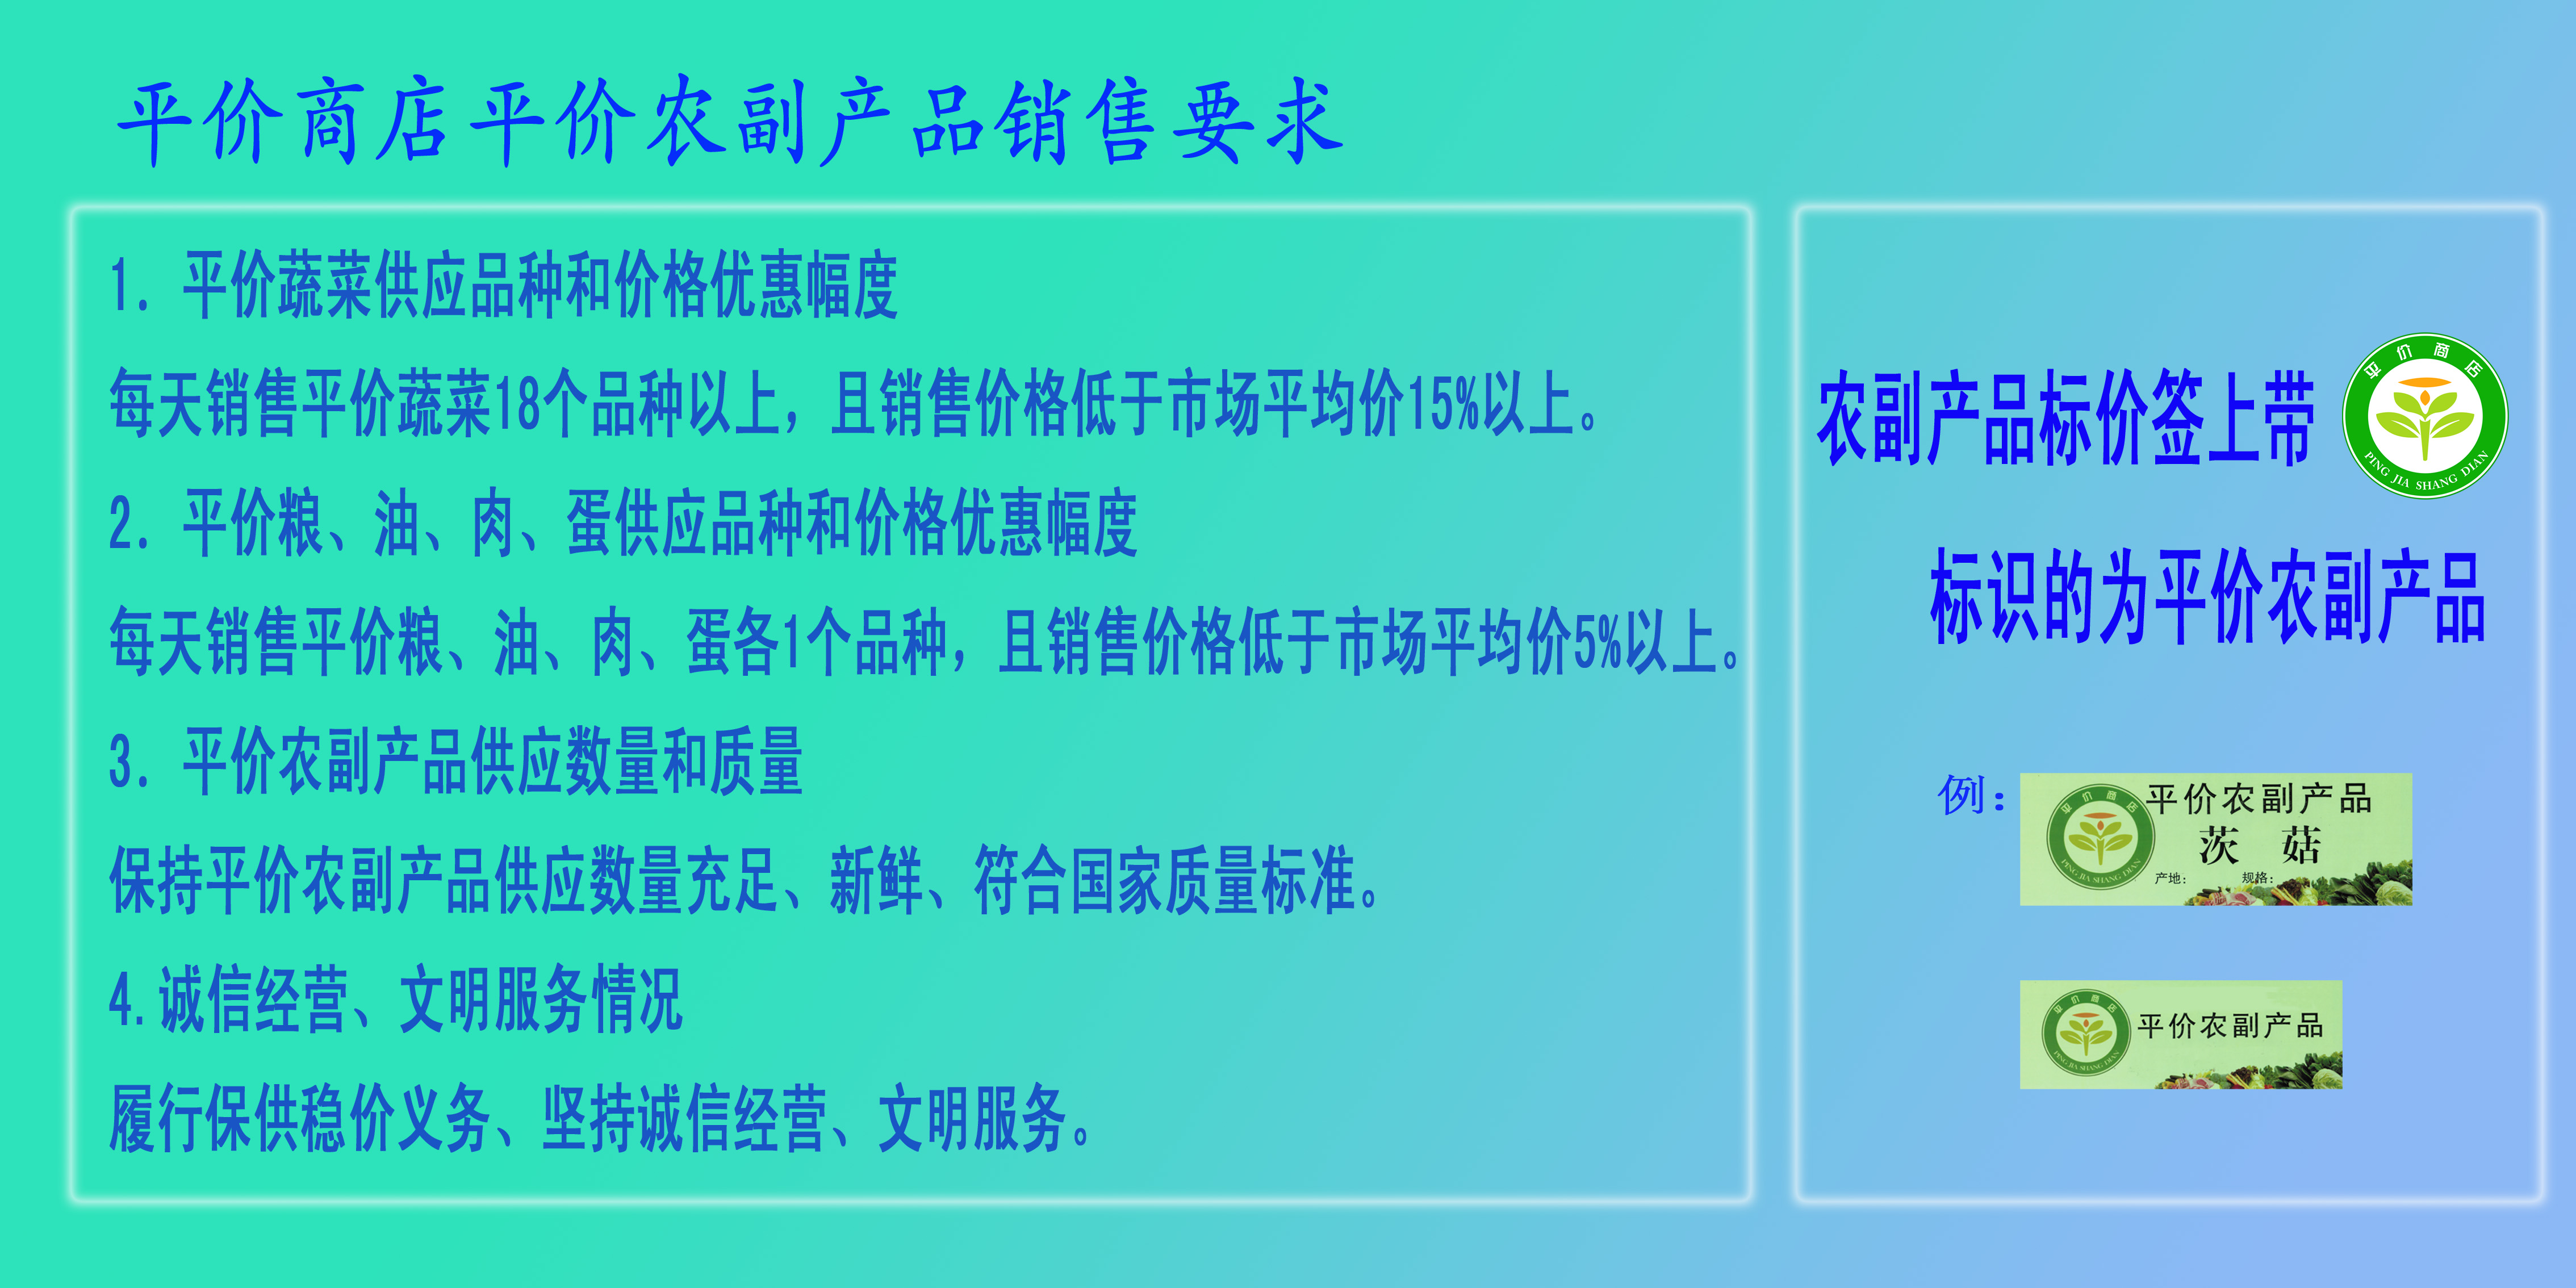 平价商店平价农副产品销售要求
1. 平价蔬菜供应品种和价格优惠幅度
每天销售平价蔬菜18个品种以上，且销售价格低于市场平均价15%以上。
2. 平价粮、油、肉、蛋供应品种和价格优惠幅度
每天销售平价粮、油、肉、蛋各1个品种，且销售价格低于市场平均价5%以上。
3. 平价农副产品供应数量和质量
保持平价农副产品供应数量充足、新鲜、符合国家质量标准。
4.诚信经营、文明服务情况
履行保供稳价义务、坚持诚信经营、文明服务。
农副产品标价签上带
平价商店
PING JIA SHANG DIAN
标识的为平价农副产品
例：
平价商店
PING JIA SHANG DIAN
平价农副产品
茨 菇
产地： 规格：
平价商店
PING JIA SHANG DIAN
平价农副产品